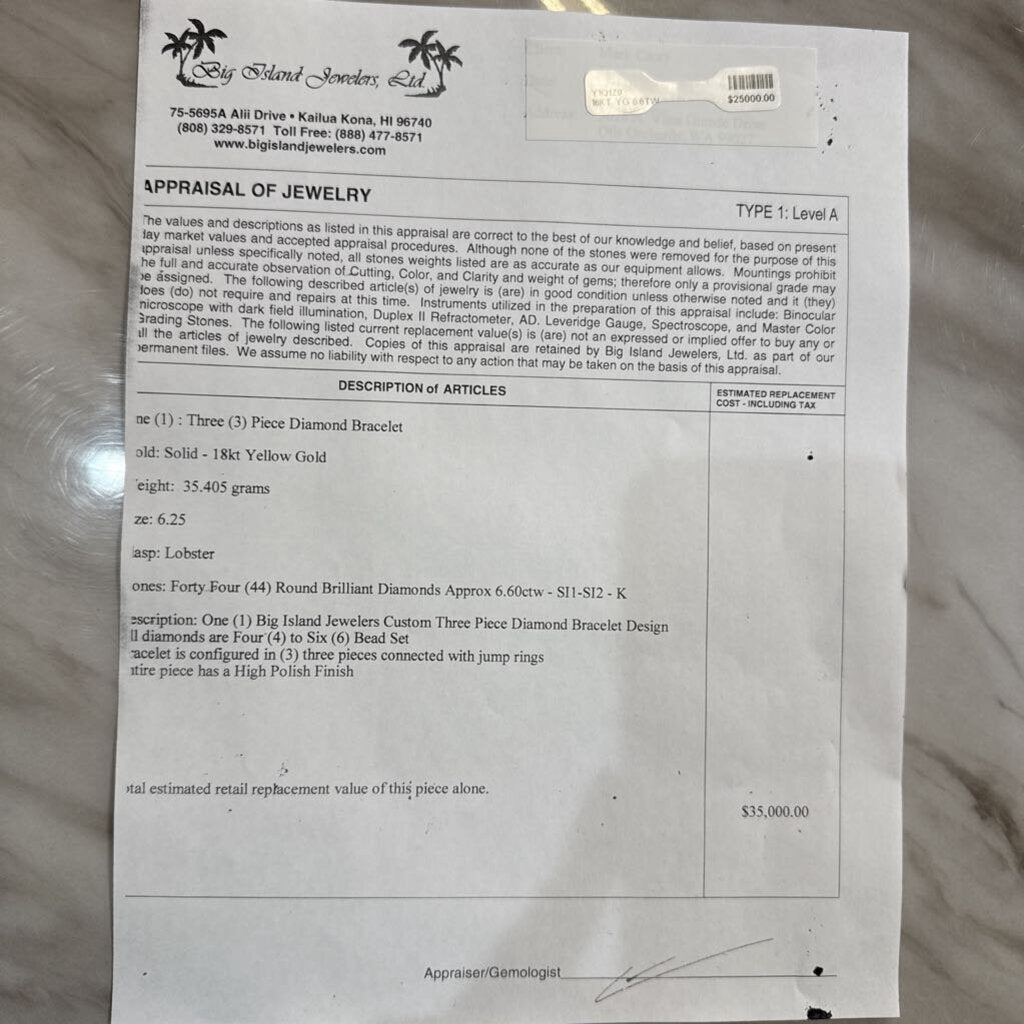 Big Island Jewelers, Ltd.
75-5695A Alii Drive • Kailua Kona, HI 96740
(808) 329-8571 Toll Free: (888) 477-8571
www.bigislandjewelers.com
18KT YG 6.6TW
$25000.00
APPRAISAL OF JEWELRY
TYPE 1: Level A
The values and descriptions as listed in this appraisal are correct to the best of our knowledge and belief, based on present
day market values and accepted appraisal procedures. Although none of the stones were removed for the purpose of this
appraisal unless specifically noted, all stones weights listed are as accurate as our equipment allows. Mountings prohibit
he full and accurate observation of Cutting, Color, and Clarity and weight of gems; therefore only a provisional grade may
be assigned. The following described article(s) of jewelry is (are) in good condition unless otherwise noted and it (they)
does (do) not require and repairs at this time. Instruments utilized in the preparation of this appraisal include: Binocular
microscope with dark field illumination, Duplex II Refractometer, AD. Leveridge Gauge, Spectroscope, and Master Color
Grading Stones. The following listed current replacement value(s) is (are) not an expressed or implied offer to buy any or
all the articles of jewelry described. Copies of this appraisal are retained by Big Island Jewelers, Ltd. as part of our
permanent files. We assume no liability with respect to any action that may be taken on the basis of this appraisal.
DESCRIPTION of ARTICLES
ESTIMATED REPLACEMENT
COST - INCLUDING TAX
ne (1) : Three (3) Piece Diamond Bracelet
old: Solid - 18kt Yellow Gold
eight: 35.405 grams
ze: 6.25
lasp: Lobster
ones: Forty Four (44) Round Brilliant Diamonds Approx 6.60ctw - SI1-SI2 - K
escription: One (1) Big Island Jewelers Custom Three Piece Diamond Bracelet Design
ll diamonds are Four (4) to Six (6) Bead Set
racelet is configured in (3) three pieces connected with jump rings
ntire piece has a High Polish Finish
otal estimated retail replacement value of this piece alone.
$35,000.00
Appraiser/Gemologist